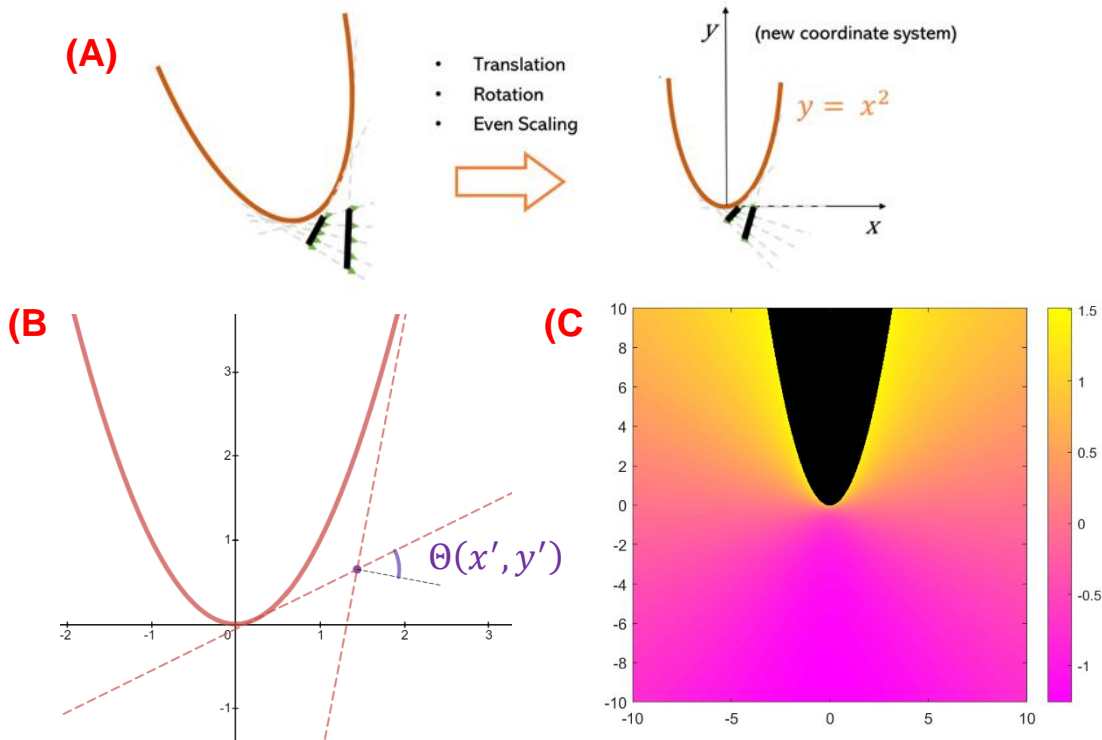 (A)
• Translation
• Rotation
• Even Scaling
y
(new coordinate system)
y = x²
x
(B
3
2
1
-2
-1
0
1
2
3
-1
Θ(x′, y′)
(C)
10
8
6
4
2
0
-2
-4
-6
-8
-10
-10
-5
0
5
10
1.5
1
0.5
0
-0.5
-1